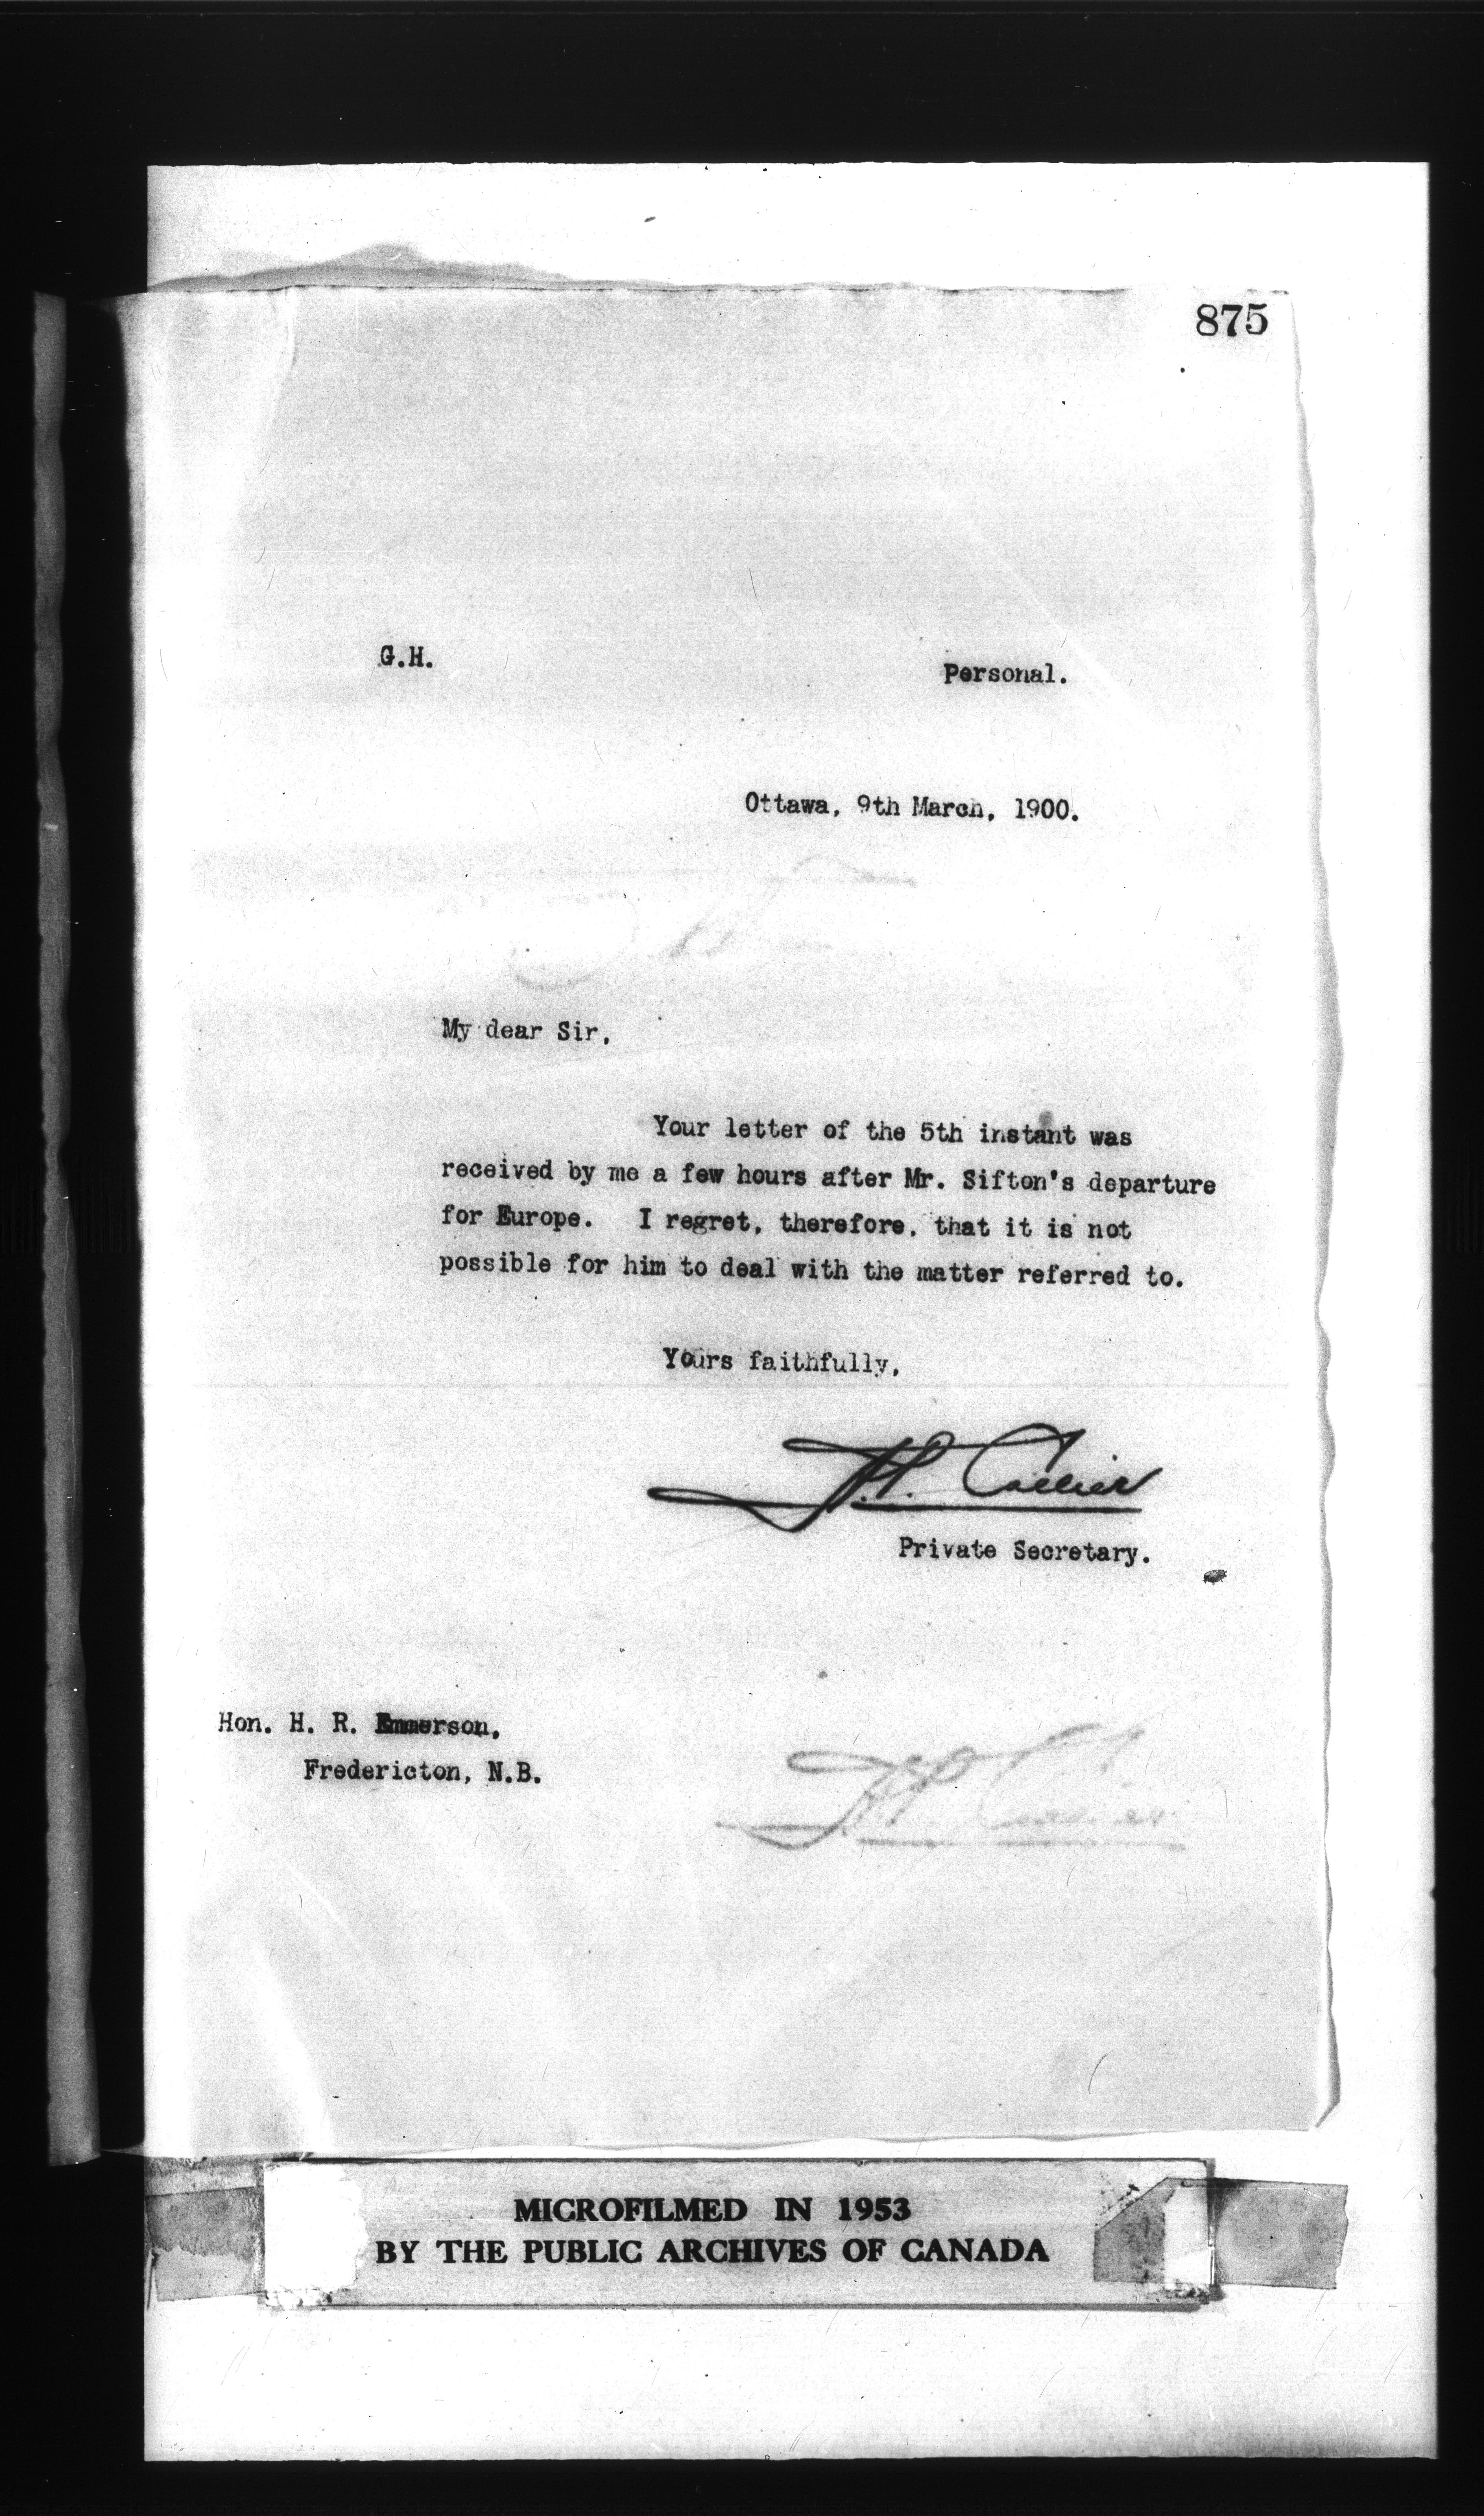 875
G.H.
Personal.
Ottawa, 9th March, 1900.
My dear Sir,
Your letter of the 5th instant was
received by me a few hours after Mr. Sifton's departure
for Europe. I regret, therefore, that it is not
possible for him to deal with the matter referred to.
Yours faithfully,
Collier
Private Secretary.
Hon. H. R. Emmerson,
Fredericton, N.B.
MICROFILMED IN 1953
BY THE PUBLIC ARCHIVES OF CANADA